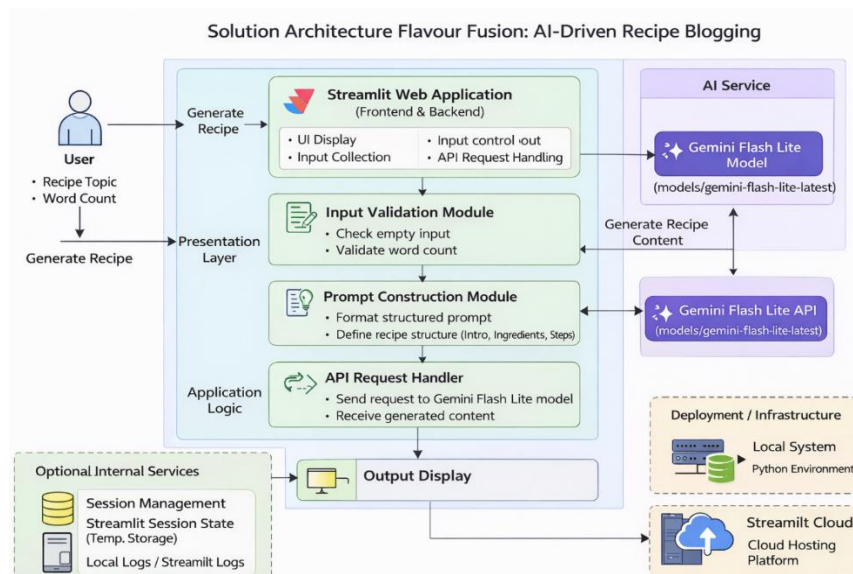 Solution Architecture Flavour Fusion: AI-Driven Recipe Blogging
User
• Recipe Topic
• Word Count
Generate Recipe
Generate
Recipe
Presentation
Layer
Application
Logic
Streamlit Web Application
(Frontend & Backend)
• UI Display
• Input Collection
• Input control out
• API Request Handling
Input Validation Module
• Check empty input
• Validate word count
Prompt Construction Module
• Format structured prompt
• Define recipe structure (Intro, Ingredients, Steps)
API Request Handler
• Send request to Gemini Flash Lite model
• Receive generated content
Output Display
AI Service
Gemini Flash Lite
Model
(models/gemini-flash-lite-latest)
Generate Recipe
Content
Gemini Flash Lite API
(models/gemini-flash-lite-latest)
Deployment / Infrastructure
Local System
Python Environment
Streamilt Cloud
Cloud Hosting
Platform
Optional Internal Services
Session Management
Streamlit Session State
(Temp. Storage)
Local Logs / Streamilt Logs